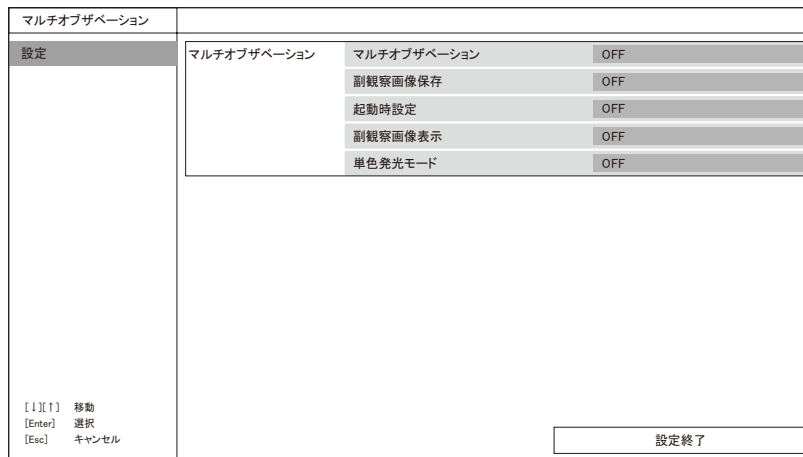 マルチオブザベーション
設定
マルチオブザベーション マルチオブザベーション OFF
副観察画像保存 OFF
起動時設定 OFF
副観察画像表示 OFF
単色発光モード OFF
[↓][↑] 移動
[Enter] 選択
[Esc] キャンセル
設定終了